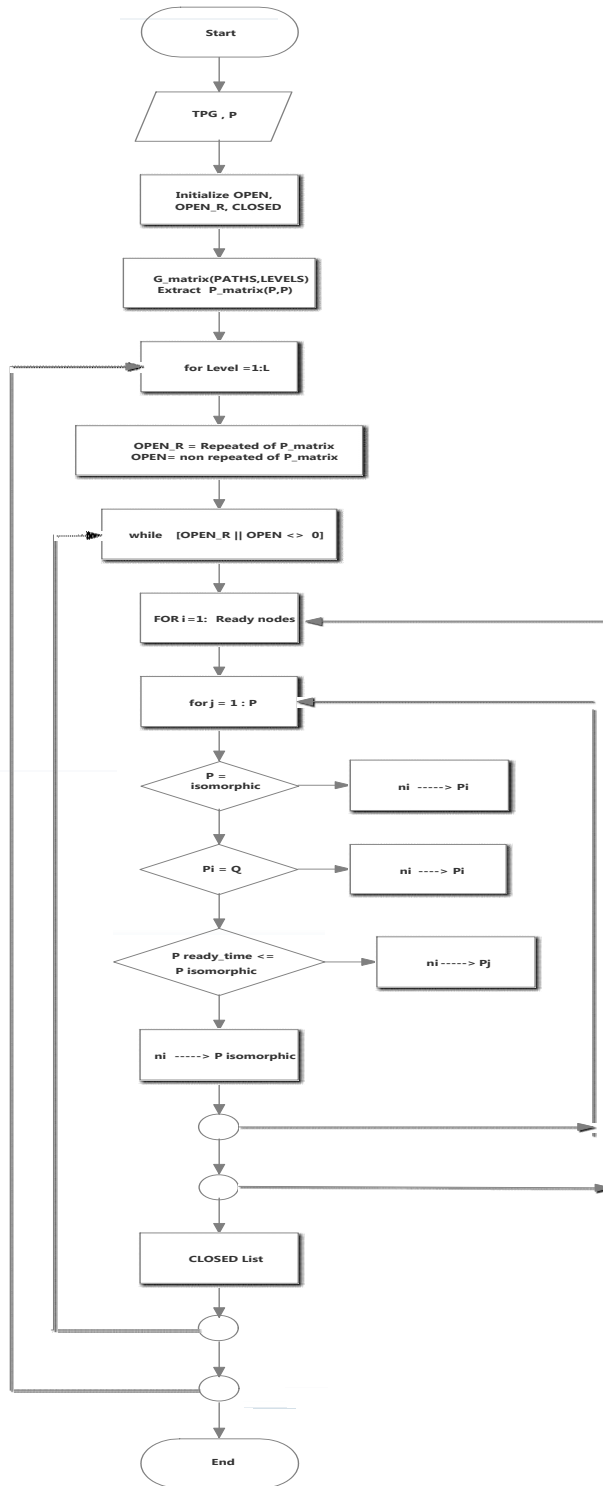 Start
TPG , P
Initialize OPEN,
OPEN_R, CLOSED
G_matrix(PATHS,LEVELS)
Extract P_matrix(P,P)
for Level =1:L
OPEN_R = Repeated of P_matrix
OPEN= non repeated of P_matrix
while [OPEN_R || OPEN <> 0]
FOR i =1: Ready nodes
for j = 1 : P
P =
isomorphic
ni -----> Pi
Pi = Q
ni ----> Pi
P ready_time <=
P isomorphic
ni -----> Pj
ni -----> P isomorphic
CLOSED List
End